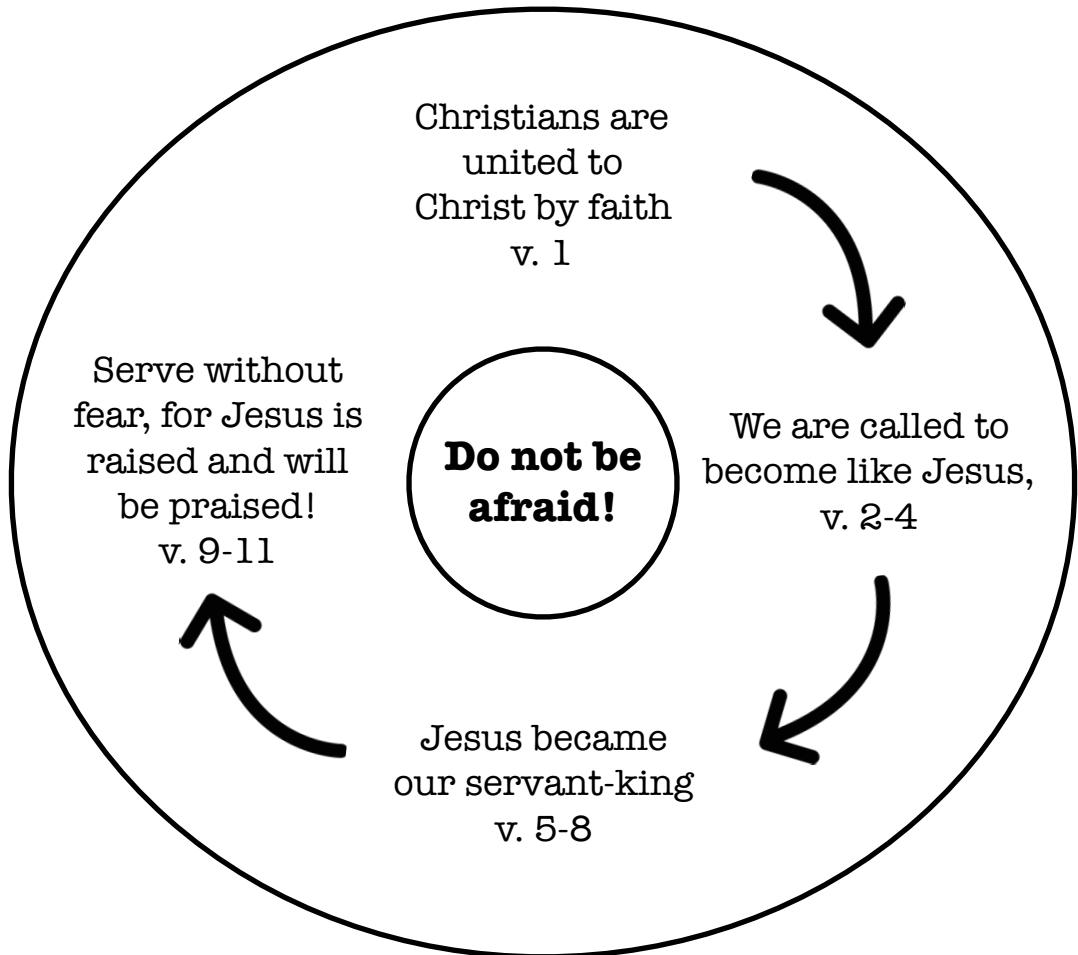 Christians are
united to
Christ by faith
v. 1
We are called to
become like Jesus,
v. 2-4
Jesus became
our servant-king
v. 5-8
Serve without
fear, for Jesus is
raised and will
be praised!
v. 9-11
Do not be
afraid!